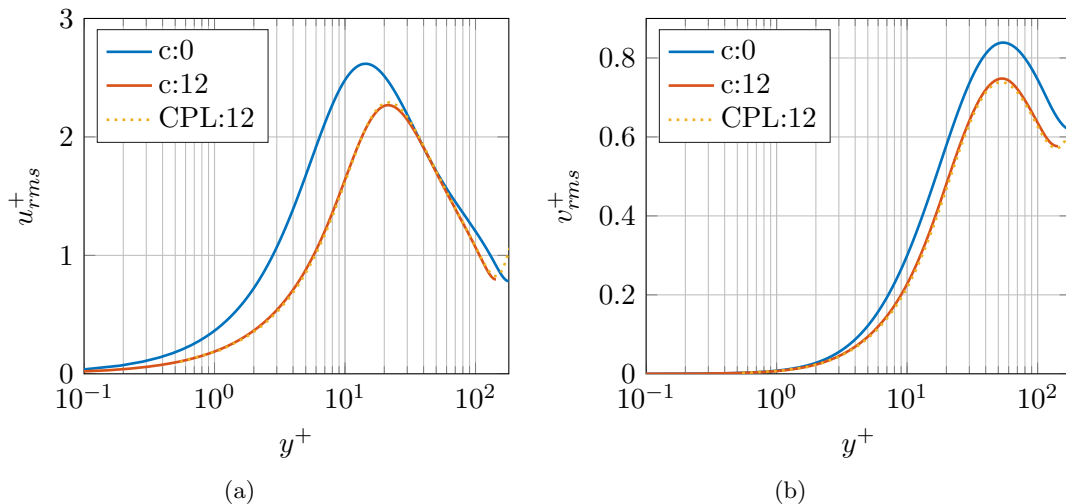 3
2
1
0
u⁺ᵣₘₛ
c:0
c:12
CPL:12
10⁻¹ 10⁰ 10¹ 10²
y⁺
(a)
0.8
0.6
0.4
0.2
0
v⁺ᵣₘₛ
c:0
c:12
CPL:12
10⁻¹ 10⁰ 10¹ 10²
y⁺
(b)